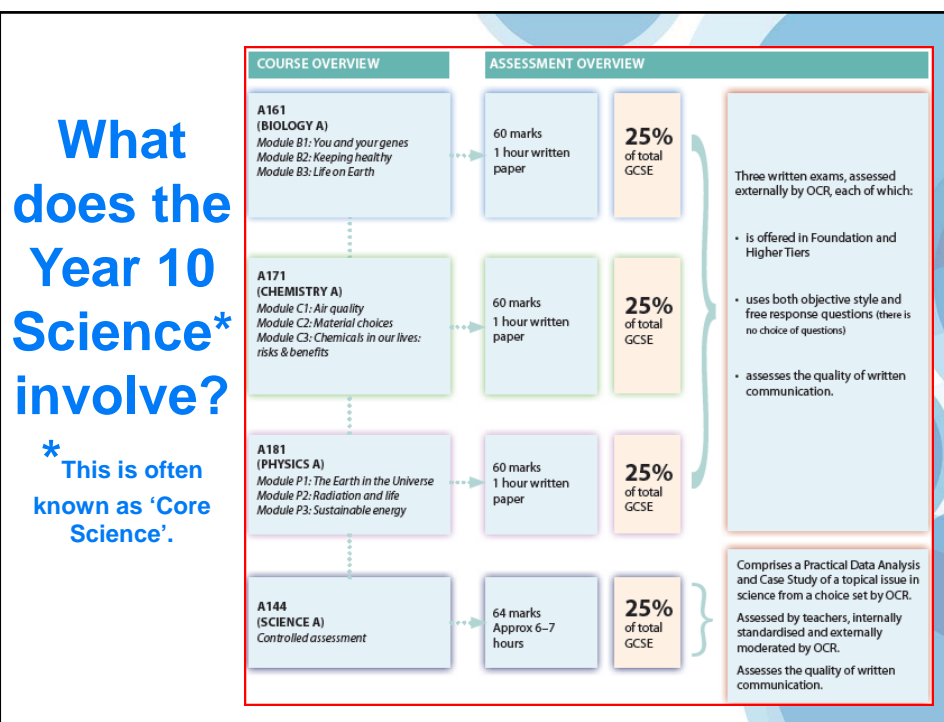 What
does the
Year 10
Science*
involve?
*This is often
known as ‘Core
Science’.
COURSE OVERVIEW
ASSESSMENT OVERVIEW
A161
(BIOLOGY A)
Module B1: You and your genes
Module B2: Keeping healthy
Module B3: Life on Earth
60 marks
1 hour written
paper
25%
of total
GCSE
A171
(CHEMISTRY A)
Module C1: Air quality
Module C2: Material choices
Module C3: Chemicals in our lives:
risks & benefits
60 marks
1 hour written
paper
25%
of total
GCSE
A181
(PHYSICS A)
Module P1: The Earth in the Universe
Module P2: Radiation and life
Module P3: Sustainable energy
60 marks
1 hour written
paper
25%
of total
GCSE
Three written exams, assessed
externally by OCR, each of which:
• is offered in Foundation and
Higher Tiers
• uses both objective style and
free response questions (there is
no choice of questions)
• assesses the quality of written
communication.
A144
(SCIENCE A)
Controlled assessment
64 marks
Approx 6–7
hours
25%
of total
GCSE
Comprises a Practical Data Analysis
and Case Study of a topical issue in
science from a choice set by OCR.
Assessed by teachers, internally
standardised and externally
moderated by OCR.
Assesses the quality of written
communication.